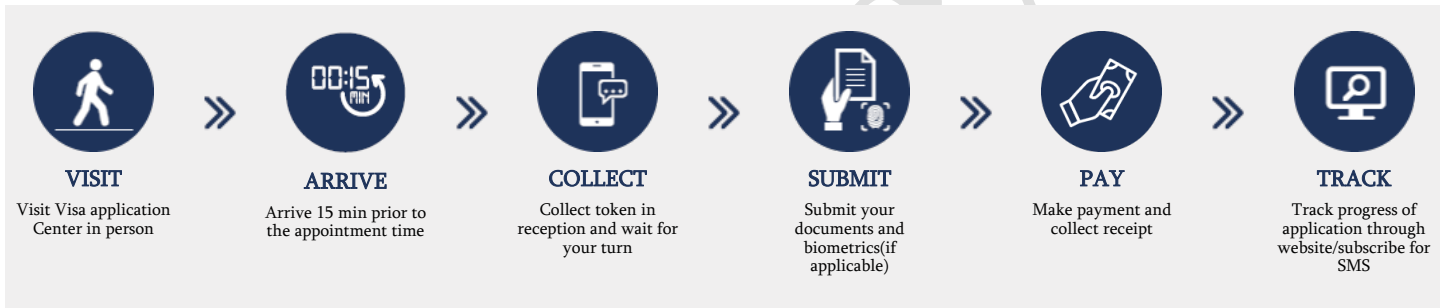 VISIT
Visit Visa application
Center in person
00:15
MIN
ARRIVE
Arrive 15 min prior to
the appointment time
COLLECT
Collect token in
reception and wait for
your turn
SUBMIT
Submit your
documents and
biometrics(if
applicable)
PAY
Make payment and
collect receipt
TRACK
Track progress of
application through
website/subscribe for
SMS